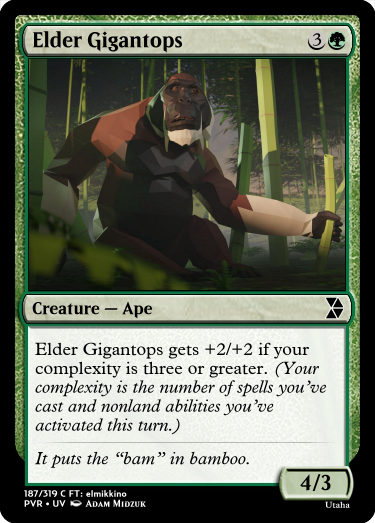 Elder Gigantops 3
Creature — Ape
Elder Gigantops gets +2/+2 if your
complexity is three or greater. (Your
complexity is the number of spells you've
cast and nonland abilities you've
activated this turn.)
It puts the “bam” in bamboo.
4/3
187/319 C FT: elmikkino
PVR • UV Adam Midzuk
Utaha